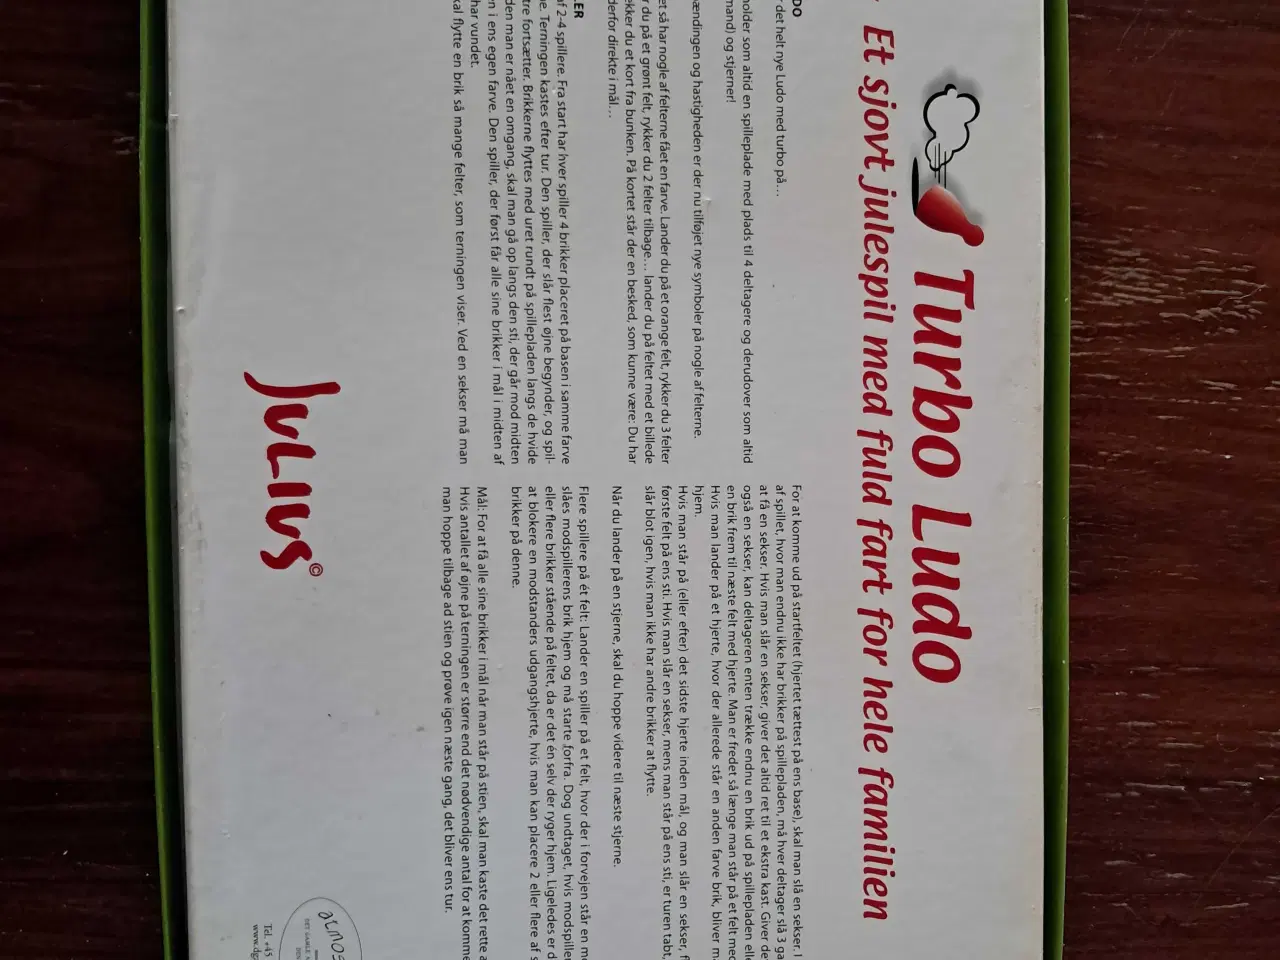 Turbo Ludo
Et sjovt julespil med fuld fart for hele familien
DO
det helt nye Ludo med turbo på...
holder som altid en spilleplade med plads til 4 deltagere og derudover som altid
mand) og stjerner!
ændingen og hastigheden er der nu tilføjet nye symboler på nogle af felterne.
et så har nogle af felterne fået en farve. Lander du på et orange felt, rykker du 3 felter
r du på et grønt felt, rykker du 2 felter tilbage... lander du på feltet med et billede
ekker du et kort fra bunken. På kortet står der en besked, som kunne være: Du har
derfor direkte i mål...
LER
af 2-4 spillere. Fra start har hver spiller 4 brikker placeret på basen i samme farve
ne. Terningen kastes efter tur. Den spiller, der slår flest øjne begynder, og spil-
tre fortsætter. Brikkerne flyttes med uret rundt på spillepladen langs de hvide
den man er nået en omgang, skal man gå op langs den sti, der går mod midten
n i ens egen farve. Den spiller, der først får alle sine brikker i mål i midten af
har vundet.
kal flytte en brik så mange felter, som terningen viser. Ved en sekser må man
For at komme ud på startfeltet (hjertet tættest på ens base), skal man slå en sekser. I
af spillet, hvor man endnu ikke har brikker på spillepladen, må hver deltager slå 3 ga
at få en sekser. Hvis man slår en sekser, giver det altid ret til et ekstra kast. Giver de
også en sekser, kan deltageren enten trække endnu en brik ud på spillepladen elle
en brik frem til næste felt med hjerte. Man er fredet så længe man står på et felt med
Hvis man lander på et hjerte, hvor der allerede står en anden farve brik, bliver m
hjem.
Hvis man står på (eller efter) det sidste hjerte inden mål, og man slår en sekser, f
første felt på ens sti. Hvis man slår en sekser, mens man står på ens sti, er turen tabt,
slår blot igen, hvis man ikke har andre brikker at flytte.
Når du lander på en stjerne, skal du hoppe videre til næste stjerne.
Flere spillere på ét felt: Lander en spiller på et felt, hvor der i forvejen står en mo
slåes modspillerens brik hjem og må starte forfra. Dog undtaget, hvis modspiller
eller flere brikker stående på feltet, da er det én selv der ryger hjem. Ligeledes er d
at blokere en modstanders udgangshjerte, hvis man kan placere 2 eller flere af s
brikker på denne.
Mål: For at få alle sine brikker i mål når man står på stien, skal man kaste det rette a
Hvis antallet af øjne på terningen er større end det nødvendige antal for at komme
man hoppe tilbage ad stien og prøve igen næste gang, det bliver ens tur.
JULIUS©
DET GAMLE
Tel. +45
www.dga